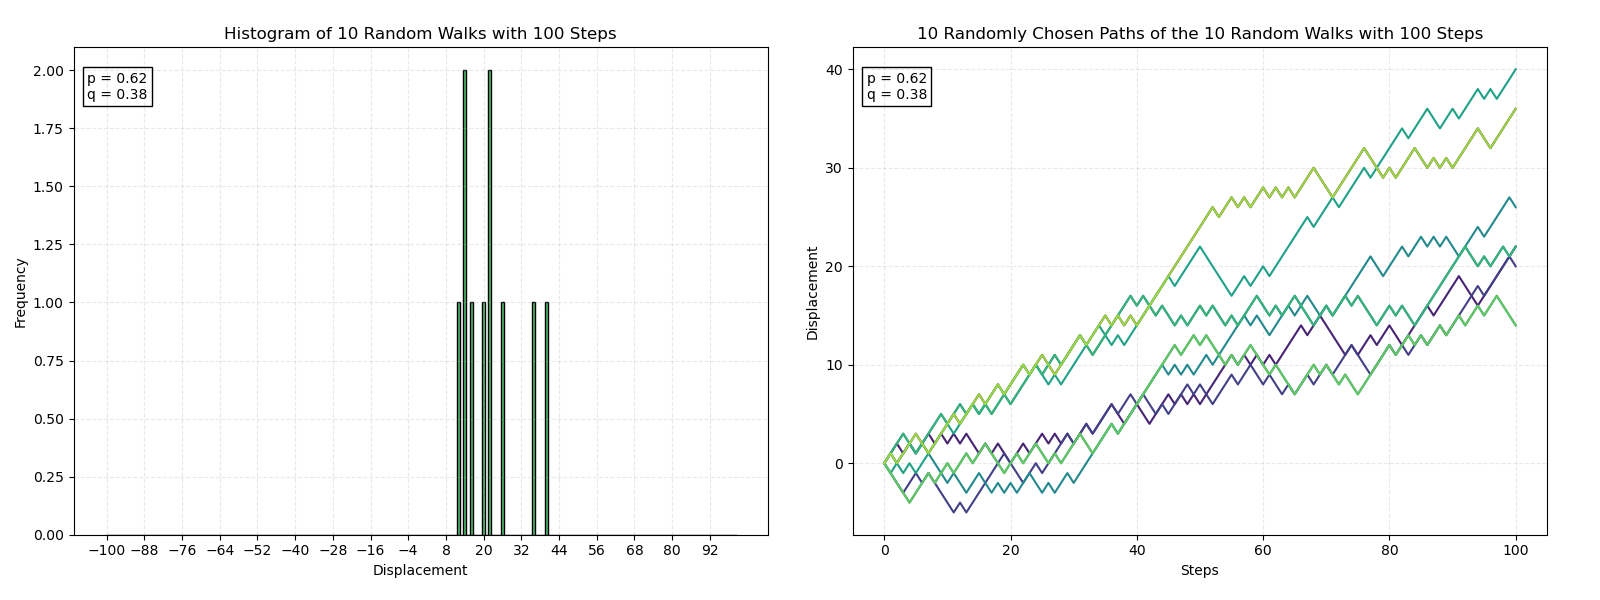 Histogram of 10 Random Walks with 100 Steps
p = 0.62
q = 0.38
2.00
1.75
1.50
1.25
1.00
0.75
0.50
0.25
0.00
Frequency
−100 −88 −76 −64 −52 −40 −28 −16 −4 8 20 32 44 56 68 80 92
Displacement
10 Randomly Chosen Paths of the 10 Random Walks with 100 Steps
p = 0.62
q = 0.38
40
30
20
10
0
Displacement
0 20 40 60 80 100
Steps